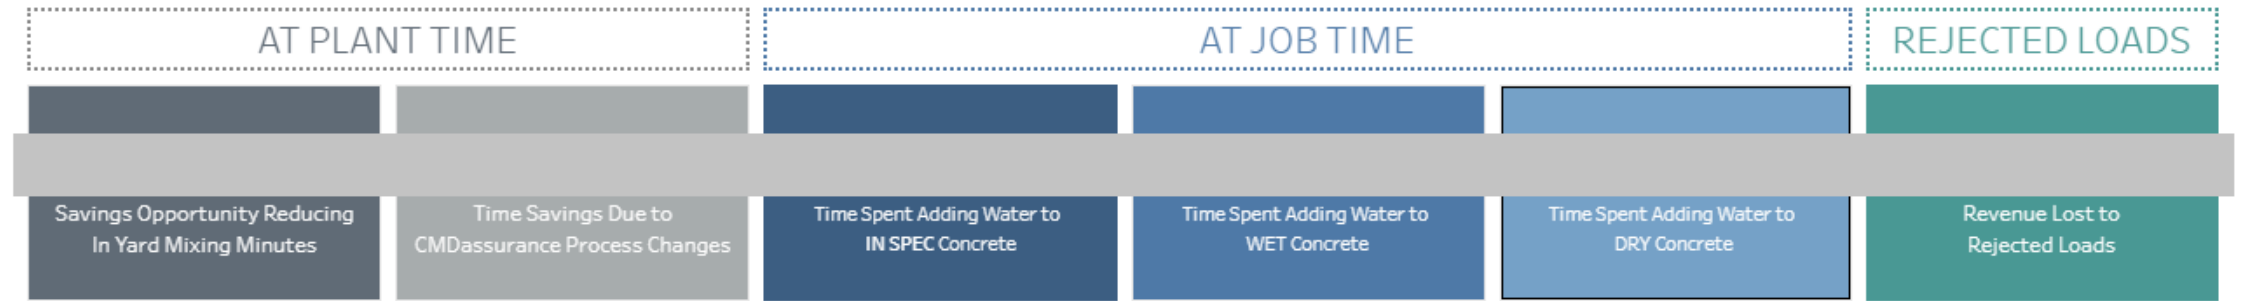 AT PLANT TIME
AT JOB TIME
REJECTED LOADS
Savings Opportunity Reducing
In Yard Mixing Minutes
Time Savings Due to
CMDassurance Process Changes
Time Spent Adding Water to
IN SPEC Concrete
Time Spent Adding Water to
WET Concrete
Time Spent Adding Water to
DRY Concrete
Revenue Lost to
Rejected Loads